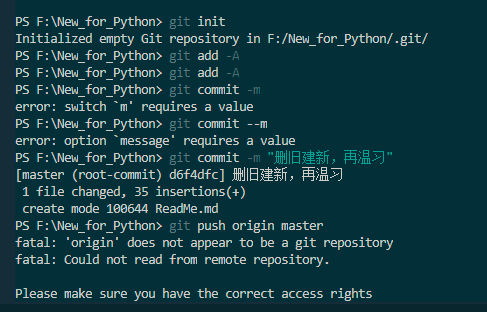 PS F:\New_for_Python> git init
Initialized empty Git repository in F:/New_for_Python/.git/
PS F:\New_for_Python> git add -A
PS F:\New_for_Python> git add -A
PS F:\New_for_Python> git commit -m
error: switch `m' requires a value
PS F:\New_for_Python> git commit --m
error: option `message' requires a value
PS F:\New_for_Python> git commit -m "删旧建新，再温习"
[master (root-commit) d6f4dfc] 删旧建新，再温习
1 file changed, 35 insertions(+)
create mode 100644 ReadMe.md
PS F:\New_for_Python> git push origin master
fatal: 'origin' does not appear to be a git repository
fatal: Could not read from remote repository.
Please make sure you have the correct access rights